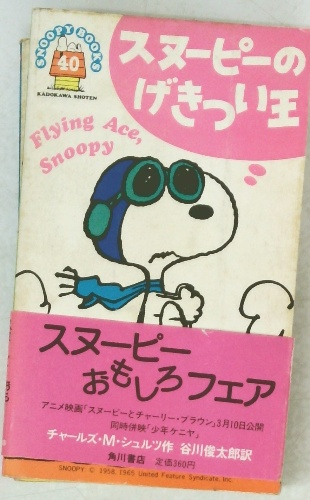 SNOOPY BOOKS
40
KADOKAWA SHOTEN
スヌーピーの
げきつい王
Flying Ace,
Snoopy
スヌーピー
おもしろフェア
アニメ映画「スヌーピーとチャーリー・ブラウン」3月10日公開
同時併映「少年ケニヤ」
チャールズ・M・シュルツ作 谷川俊太郎訳
角川書店 定価360円
SNOOPY: © 1958, 1965 United Feature Syndicate, Inc.